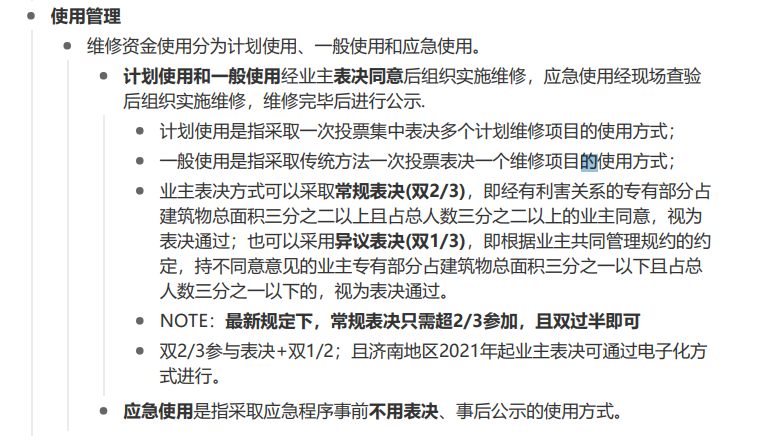 使用管理
维修资金使用分为计划使用、一般使用和应急使用。
计划使用和一般使用经业主表决同意后组织实施维修，应急使用经现场查验
后组织实施维修，维修完毕后进行公示.
计划使用是指采取一次投票集中表决多个计划维修项目的使用方式；
一般使用是指采取传统方法一次投票表决一个维修项目的使用方式；
业主表决方式可以采取常规表决(双2/3)，即经有利害关系的专有部分占
建筑物总面积三分之二以上且占总人数三分之二以上的业主同意，视为
表决通过；也可以采用异议表决(双1/3)，即根据业主共同管理规约的约
定，持不同意意见的业主专有部分占建筑物总面积三分之一以下且占总
人数三分之一以下的，视为表决通过。
NOTE：最新规定下，常规表决只需超2/3参加，且双过半即可
双2/3参与表决+双1/2；且济南地区2021年起业主表决可通过电子化方
式进行。
应急使用是指采取应急程序事前不用表决、事后公示的使用方式。